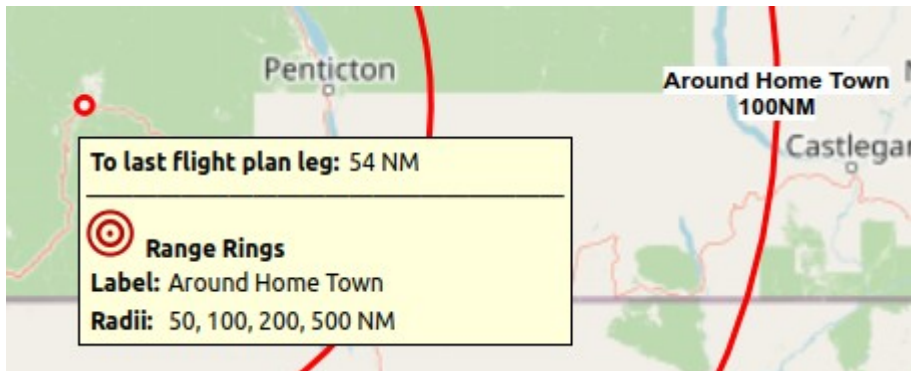 Penticton
Around Home Town
100NM
Castlegar
To last flight plan leg: 54 NM
Range Rings
Label: Around Home Town
Radii: 50, 100, 200, 500 NM